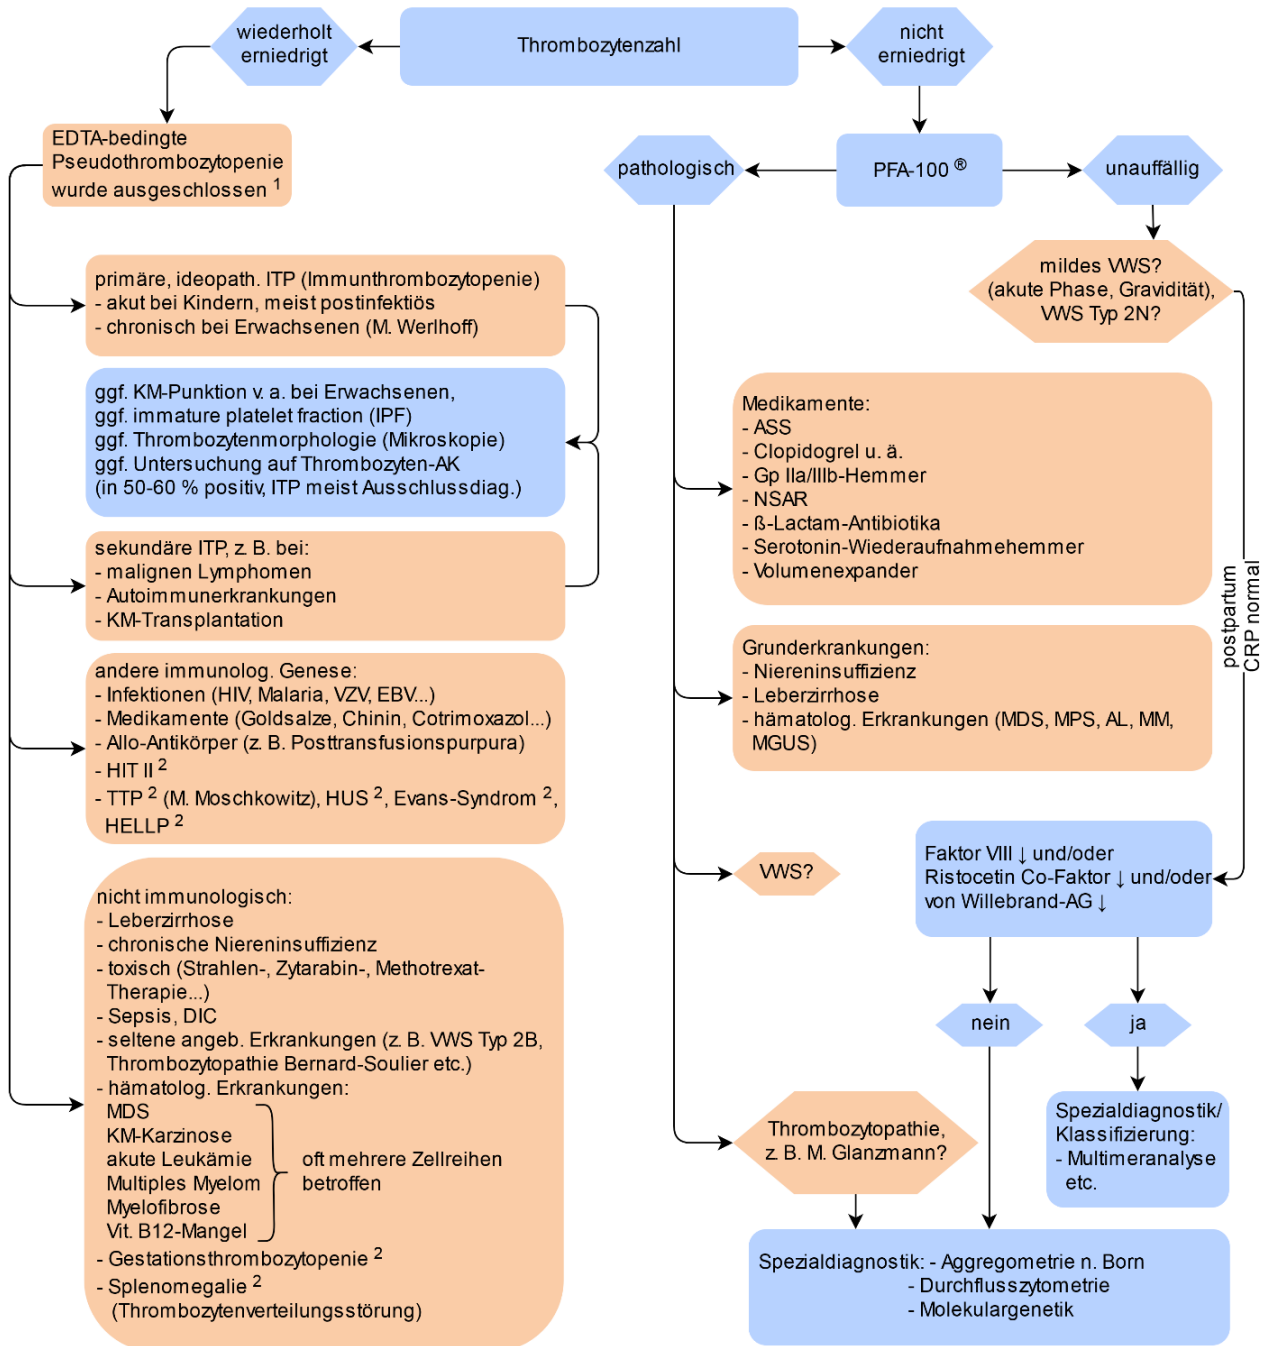 wiederholt
erniedrigt
Thrombozytenzahl
nicht
erniedrigt
EDTA-bedingte
Pseudothrombozytopenie
wurde ausgeschlossen ¹
pathologisch
PFA-100 ®
unauffällig
mildes VWS?
(akute Phase, Gravidität),
VWS Typ 2N?
primäre, ideopath. ITP (Immunthrombozytopenie)
- akut bei Kindern, meist postinfektiös
- chronisch bei Erwachsenen (M. Werlhoff)
ggf. KM-Punktion v. a. bei Erwachsenen,
ggf. immature platelet fraction (IPF)
ggf. Thrombozytenmorphologie (Mikroskopie)
ggf. Untersuchung auf Thrombozyten-AK
(in 50-60 % positiv, ITP meist Ausschlussdiag.)
sekundäre ITP, z. B. bei:
- malignen Lymphomen
- Autoimmunerkrankungen
- KM-Transplantation
andere immunolog. Genese:
- Infektionen (HIV, Malaria, VZV, EBV...)
- Medikamente (Goldsalze, Chinin, Cotrimoxazol...)
- Allo-Antikörper (z. B. Posttransfusionspurpura)
- HIT II ²
- TTP ² (M. Moschkowitz), HUS ², Evans-Syndrom ²,
HELLP ²
nicht immunologisch:
- Leberzirrhose
- chronische Niereninsuffizienz
- toxisch (Strahlen-, Zytarabin-, Methotrexat-
Therapie...)
- Sepsis, DIC
- seltene angeb. Erkrankungen (z. B. VWS Typ 2B,
Thrombozytopathie Bernard-Soulier etc.)
- hämatolog. Erkrankungen:
MDS
KM-Karzinose
akute Leukämie
Multiples Myelom
Myelofibrose
Vit. B12-Mangel
oft mehrere Zellreihen
betroffen
- Gestationsthrombozytopenie ²
- Splenomegalie ²
(Thrombozytenverteilungsstörung)
Medikamente:
- ASS
- Clopidogrel u. ä.
- Gp IIa/IIIb-Hemmer
- NSAR
- ß-Lactam-Antibiotika
- Serotonin-Wiederaufnahmehemmer
- Volumenexpander
Grunderkrankungen:
- Niereninsuffizienz
- Leberzirrhose
- hämatolog. Erkrankungen (MDS, MPS, AL, MM,
MGUS)
postpartum
CRP normal
VWS?
Faktor VIII ↓ und/oder
Ristocetin Co-Faktor ↓ und/oder
von Willebrand-AG ↓
nein
ja
Thrombozytopathie,
z. B. M. Glanzmann?
Spezialdiagnostik/
Klassifizierung:
- Multimeranalyse
etc.
Spezialdiagnostik: - Aggregometrie n. Born
- Durchflusszytometrie
- Molekulargenetik